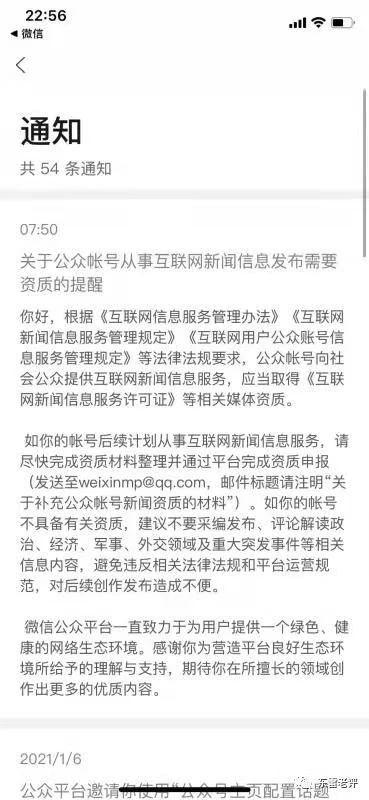 22:56
微信
通知
共 54 条通知
07:50
关于公众帐号从事互联网新闻信息发布需要
资质的提醒
你好，根据《互联网信息服务管理办法》《互联
网新闻信息服务管理规定》《互联网用户公众账号信
息服务管理规定》等法律法规要求，公众帐号向社
会公众提供互联网新闻信息服务，应当取得《互联
网新闻信息服务许可证》等相关媒体资质。
如你的帐号后续计划从事互联网新闻信息服务，请
尽快完成资质材料整理并通过平台完成资质申报
（发送至weixinmp@qq.com，邮件标题请注明“关
于补充公众帐号新闻资质的材料”）。如你的帐号
不具备有关资质，建议不要采编发布、评论解读政
治、经济、军事、外交领域及重大突发事件等相关
信息内容，避免违反相关法律法规和平台运营规
范，对后续创作发布造成不便。
微信公众平台一直致力于为用户提供一个绿色、健
康的网络生态环境。感谢你为营造平台良好生态环
境所给予的理解与支持，期待你在所擅长的领域创
作出更多的优质内容。
2021/1/6
公众平台邀请你使用“公众号主页配置话题
东雷老评